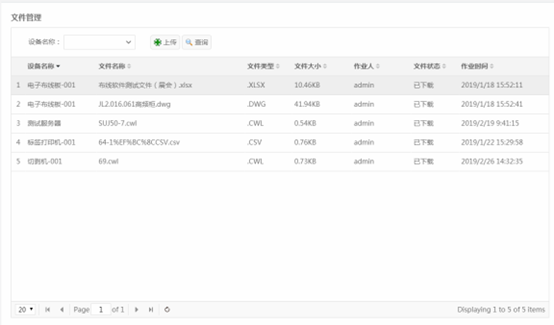 文件管理
设备名称： 上传 查询
设备名称 文件名称 文件类型 文件大小 作业人 文件状态 作业时间
1 电子布线板-001 布线软件测试文件（屏史）.xlsx .XLSX 10.46KB admin 已下载 2019/1/18 15:52:11
2 电子布线板-001 JL2.016.061高频柜.dwg .DWG 41.94KB admin 已下载 2019/1/18 15:52:41
3 测试服务器 SUJ50-7.cwl .CWL 0.54KB admin 已下载 2019/2/19 9:41:15
4 标签打印机-001 64-1%EF%BC%8CCSV.csv .CSV 0.76KB admin 已下载 2019/1/22 15:29:58
5 切割机-001 69.cwl .CWL 0.73KB admin 已下载 2019/2/26 14:32:35
20 Page 1 of 1 Displaying 1 to 5 of 5 items